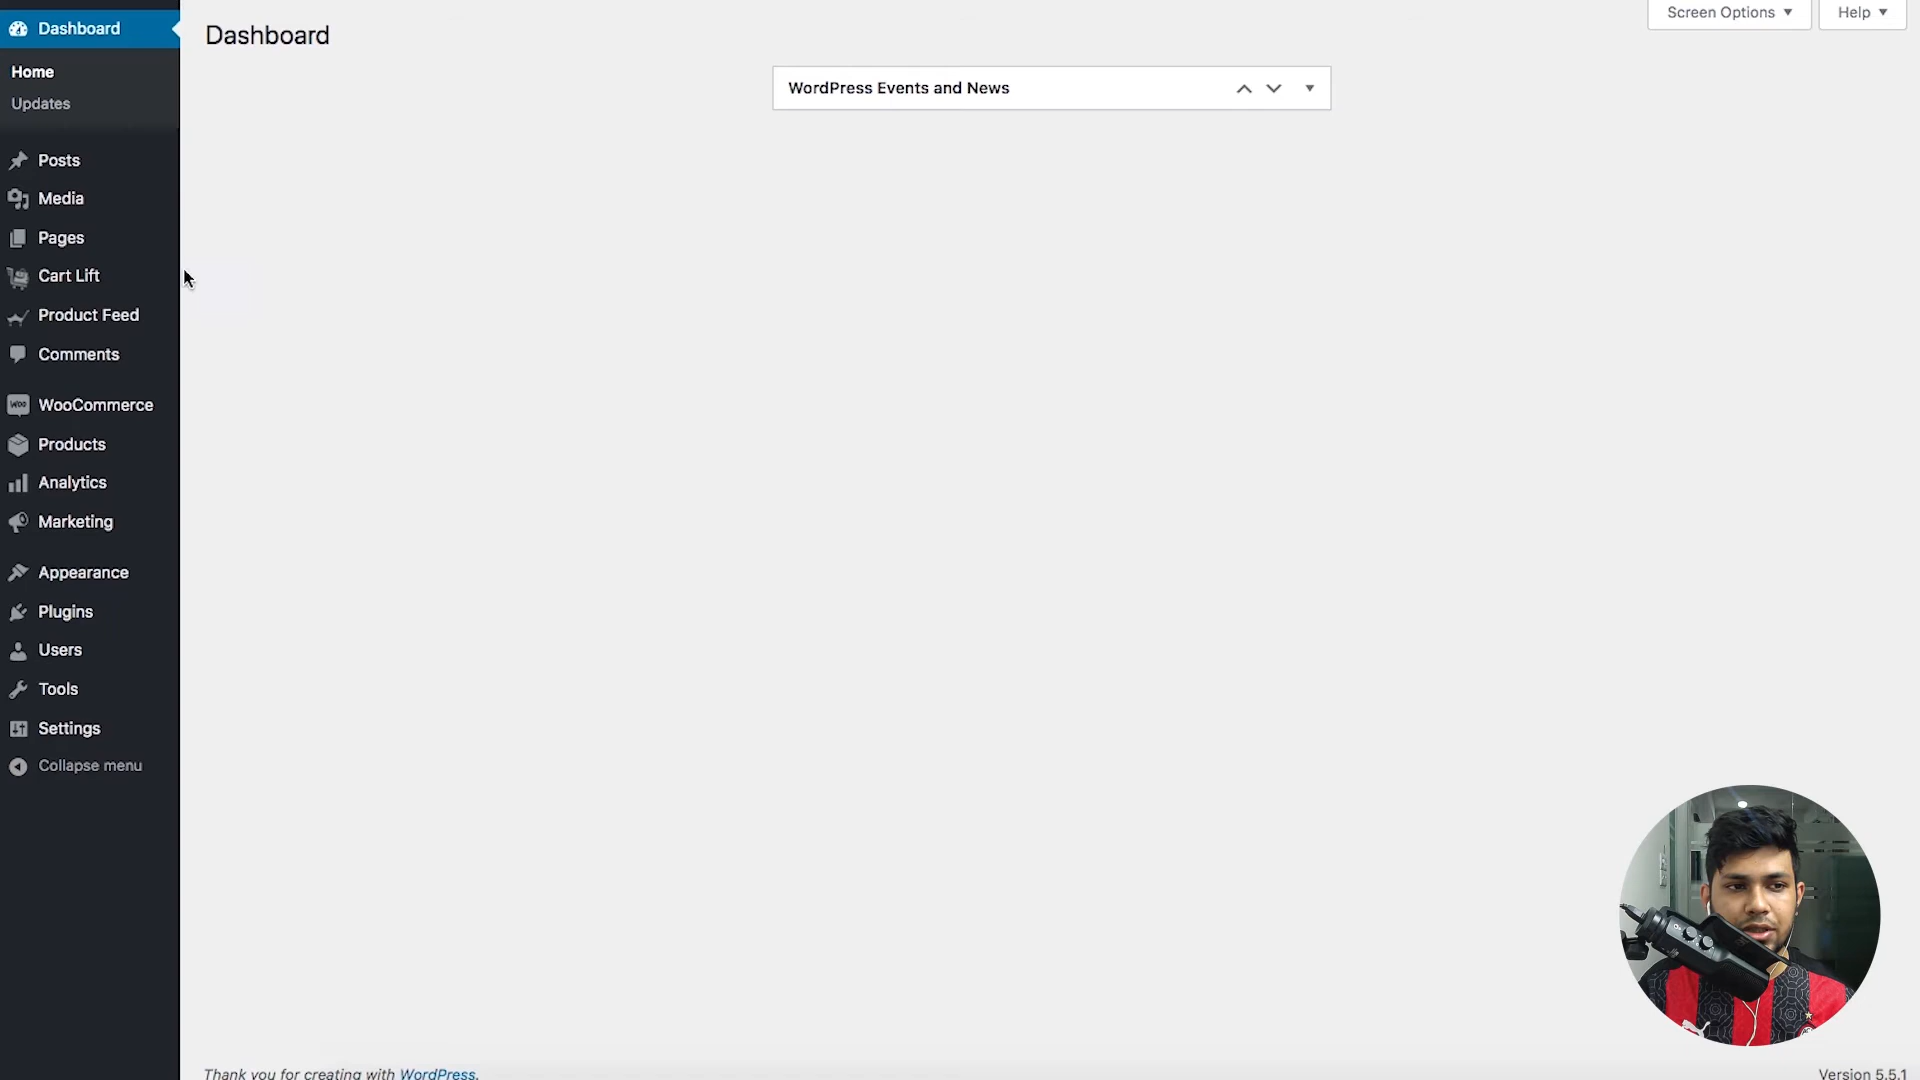 Dashboard
Home
Updates
Posts
Media
Pages
Cart Lift
Product Feed
Comments
WooCommerce
Products
Analytics
Marketing
Appearance
Plugins
Users
Tools
Settings
Collapse menu
Screen Options
Help
Dashboard
WordPress Events and News
Thank you for creating with WordPress.
Version 5.5.1